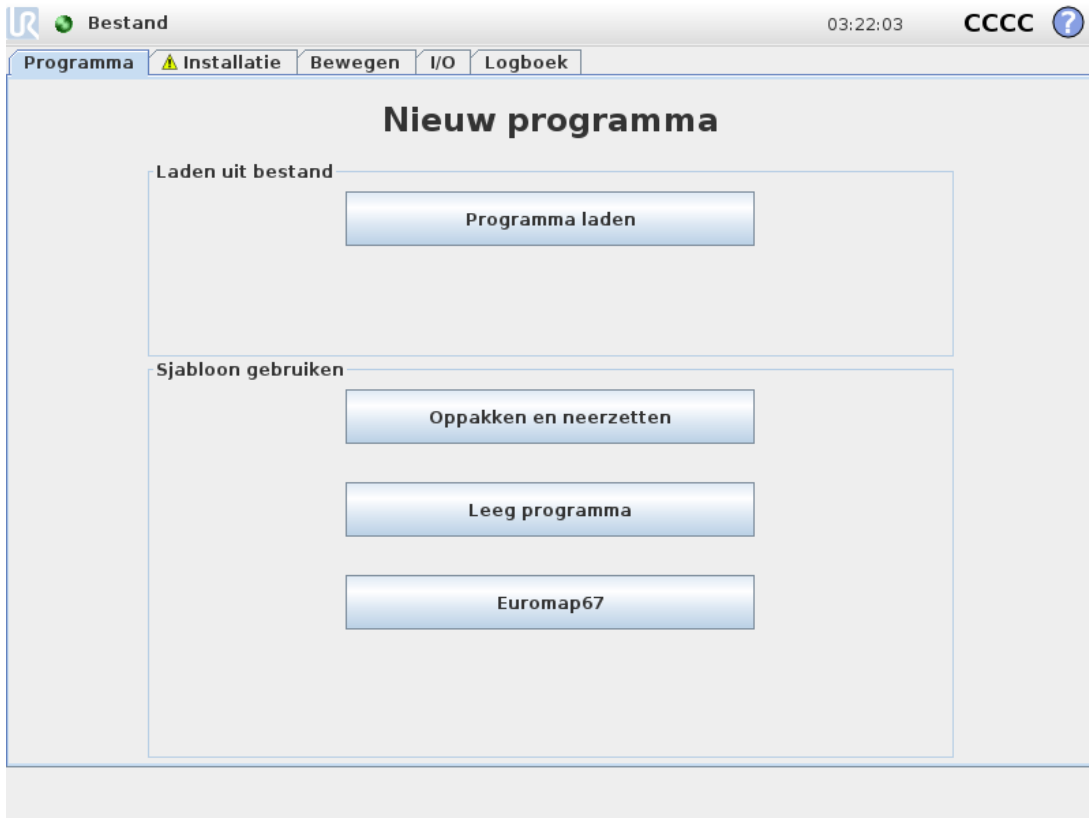 UR Bestand 03:22:03 CCCC ?
Programma Installatie Bewegen I/O Logboek
Nieuw programma
Laden uit bestand
Programma laden
Sjabloon gebruiken
Oppakken en neerzetten
Leeg programma
Euromap67